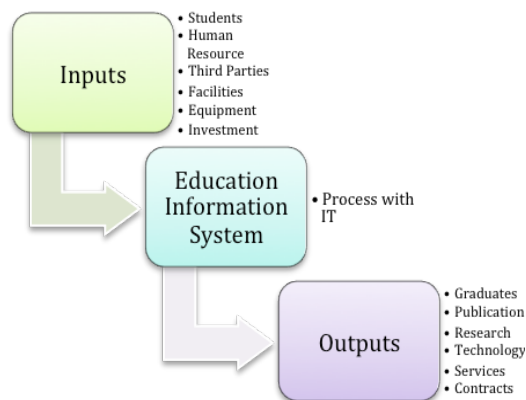 Inputs
• Students
• Human
Resource
• Third Parties
• Facilities
• Equipment
• Investment
Education
Information
System
• Process with
IT
Outputs
• Graduates
• Publication
• Research
• Technology
• Services
• Contracts